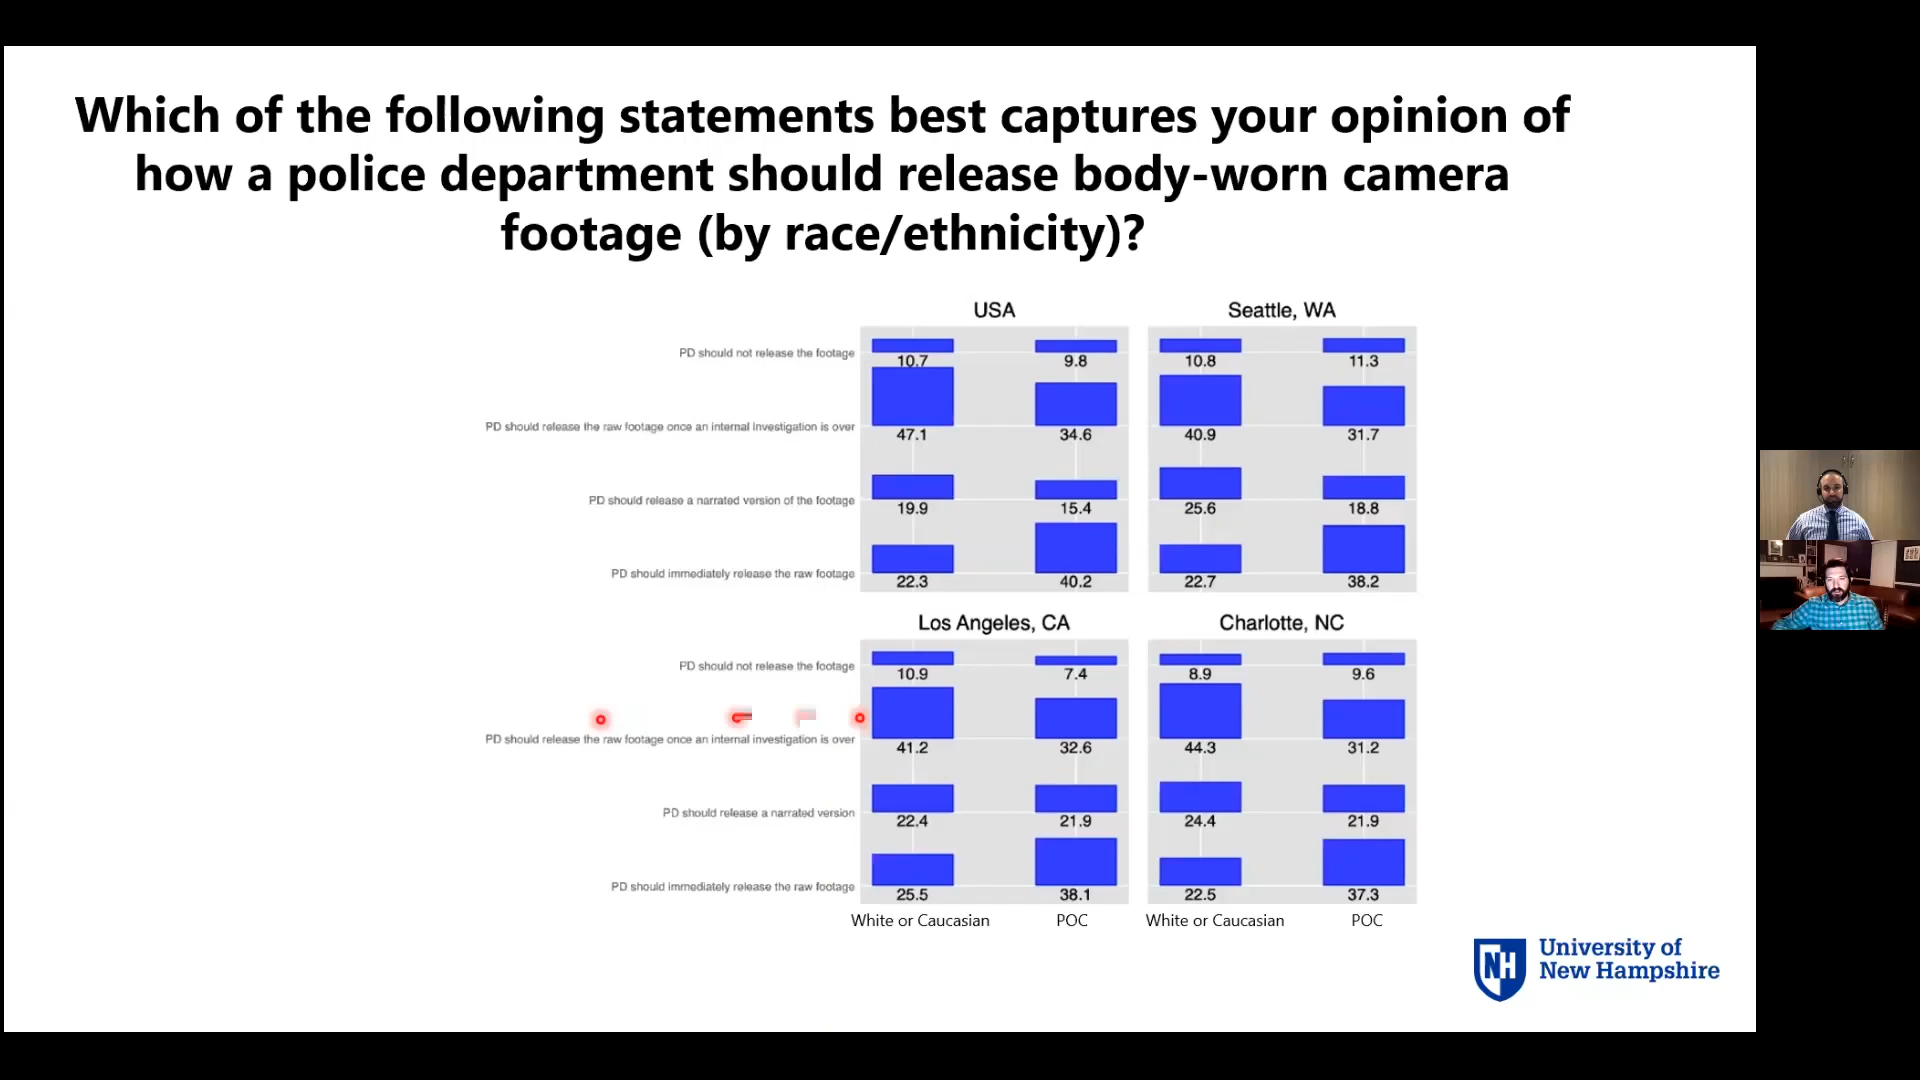 Which of the following statements best captures your opinion of
how a police department should release body-worn camera
footage (by race/ethnicity)?
USA
Seattle, WA
PD should not release the footage
10.7
9.8
10.8
11.3
PD should release the raw footage once an internal investigation is over
47.1
34.6
40.9
31.7
PD should release a narrated version of the footage
19.9
15.4
25.6
18.8
PD should immediately release the raw footage
22.3
40.2
22.7
38.2
Los Angeles, CA
Charlotte, NC
PD should not release the footage
10.9
7.4
8.9
9.6
PD should release the raw footage once an internal investigation is over
41.2
32.6
44.3
31.2
PD should release a narrated version
22.4
21.9
24.4
21.9
PD should immediately release the raw footage
25.5
38.1
22.5
37.3
White or Caucasian
POC
White or Caucasian
POC
NH
University of
New Hampshire